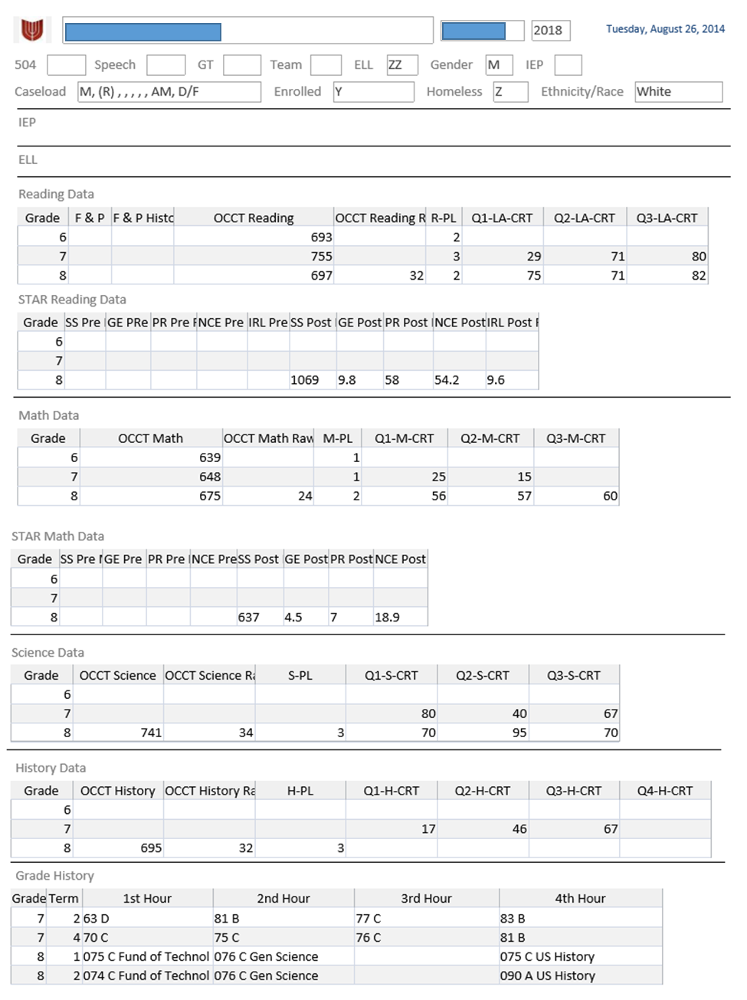 2018 Tuesday, August 26, 2014
504 Speech GT Team ELL ZZ Gender M IEP
Caseload M, (R) , , , , , AM, D/F Enrolled Y Homeless Z Ethnicity/Race White
IEP
ELL
Reading Data
Grade F & P F & P Histc OCCT Reading OCCT Reading R R-PL Q1-LA-CRT Q2-LA-CRT Q3-LA-CRT
6 693 2
7 755 3 29 71 80
8 697 32 2 75 71 82
STAR Reading Data
Grade SS Pre GE PRe PR Pre NCE Pre IRL Pre SS Post GE Post PR Post NCE Post IRL Post
6
7
8 1069 9.8 58 54.2 9.6
Math Data
Grade OCCT Math OCCT Math Raw M-PL Q1-M-CRT Q2-M-CRT Q3-M-CRT
6 639 1
7 648 1 25 15
8 675 24 2 56 57 60
STAR Math Data
Grade SS Pre GE Pre PR Pre NCE Pre SS Post GE Post PR Post NCE Post
6
7
8 637 4.5 7 18.9
Science Data
Grade OCCT Science OCCT Science Ra S-PL Q1-S-CRT Q2-S-CRT Q3-S-CRT
6
7 80 40 67
8 741 34 3 70 95 70
History Data
Grade OCCT History OCCT History Ra H-PL Q1-H-CRT Q2-H-CRT Q3-H-CRT Q4-H-CRT
6
7 17 46 67
8 695 32 3
Grade History
Grade Term 1st Hour 2nd Hour 3rd Hour 4th Hour
7 2 63 D 81 B 77 C 83 B
7 4 70 C 75 C 76 C 81 B
8 1 075 C Fund of Technol 076 C Gen Science 075 C US History
8 2 074 C Fund of Technol 076 C Gen Science 090 A US History